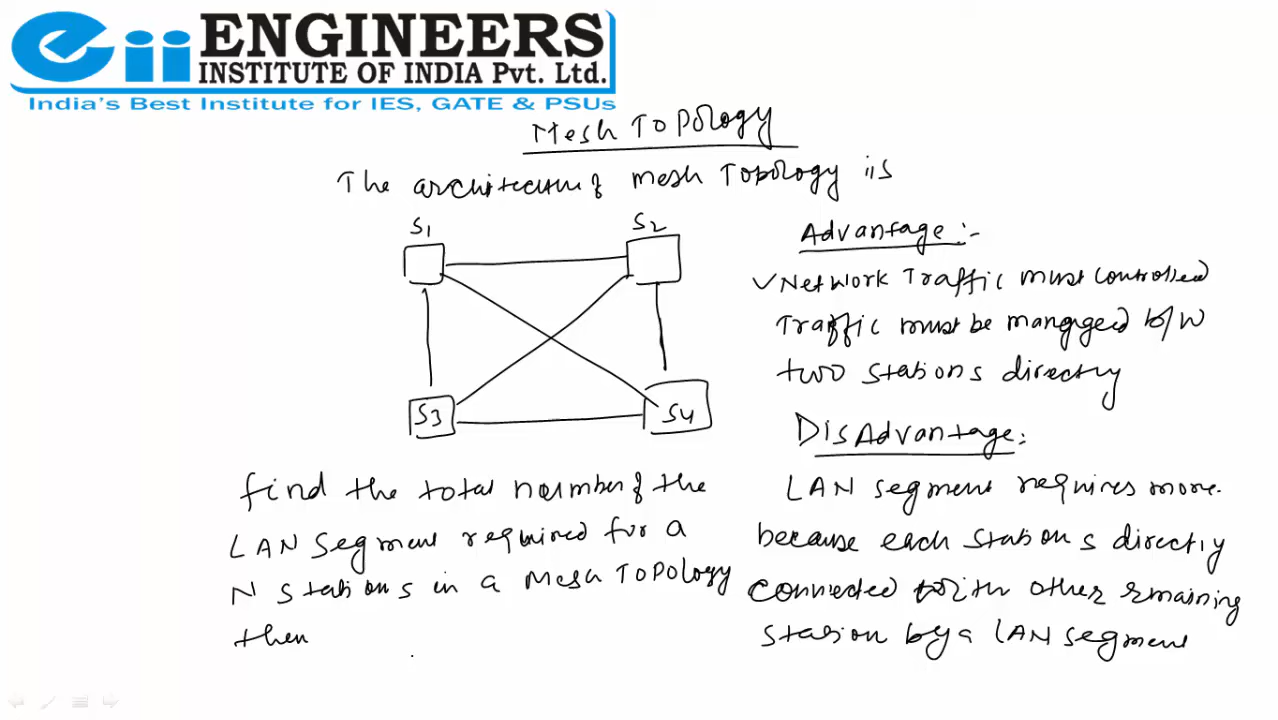 eii ENGINEERS
INSTITUTE OF INDIA Pvt. Ltd.
India's Best Institute for IES, GATE & PSUs
Mesh Topology
The architecture of mesh Topology is
S1
S2
S3
S4
find the total number of the
LAN segment required for a
N stations in a Mesh Topology
then
Advantage:-
✓Network Traffic must controlled
Traffic must be managed b/w
two stations directly
DisAdvantage:
LAN segment requires more.
because each stations directly
connected with other remaining
station by a LAN segment